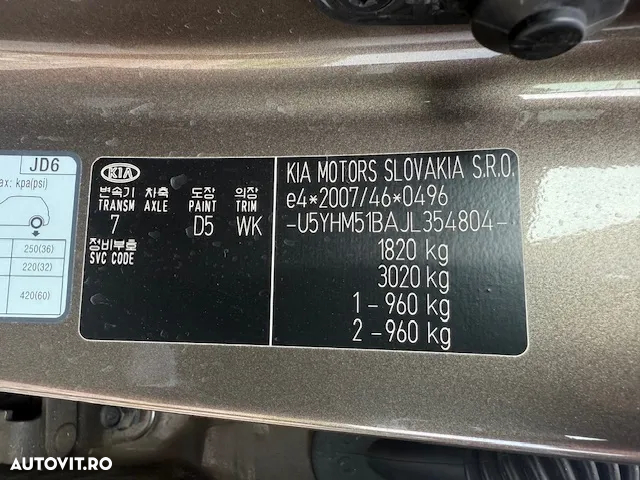 JD6
ax: kpa(psi)
250(36)
220(32)
420(60)
KIA
변속기 차축 도장 의장
TRANSM AXLE PAINT TRIM
7 D5 WK
정비부호
SVC CODE
KIA MOTORS SLOVAKIA S.R.O.
e4*2007/46*0496
-U5YHM51BAJL354804-
1820 kg
3020 kg
1 - 960 kg
2 - 960 kg
AUTOVIT.RO